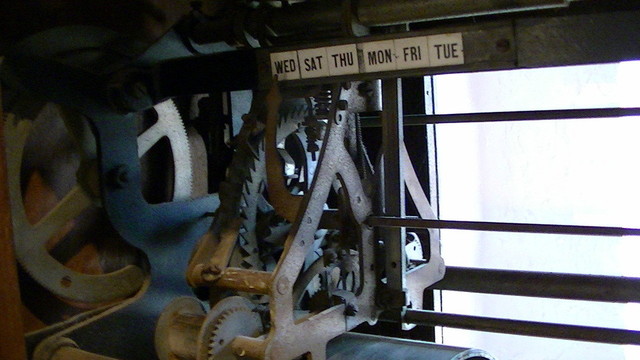 WED SAT THU MON FRI TUE